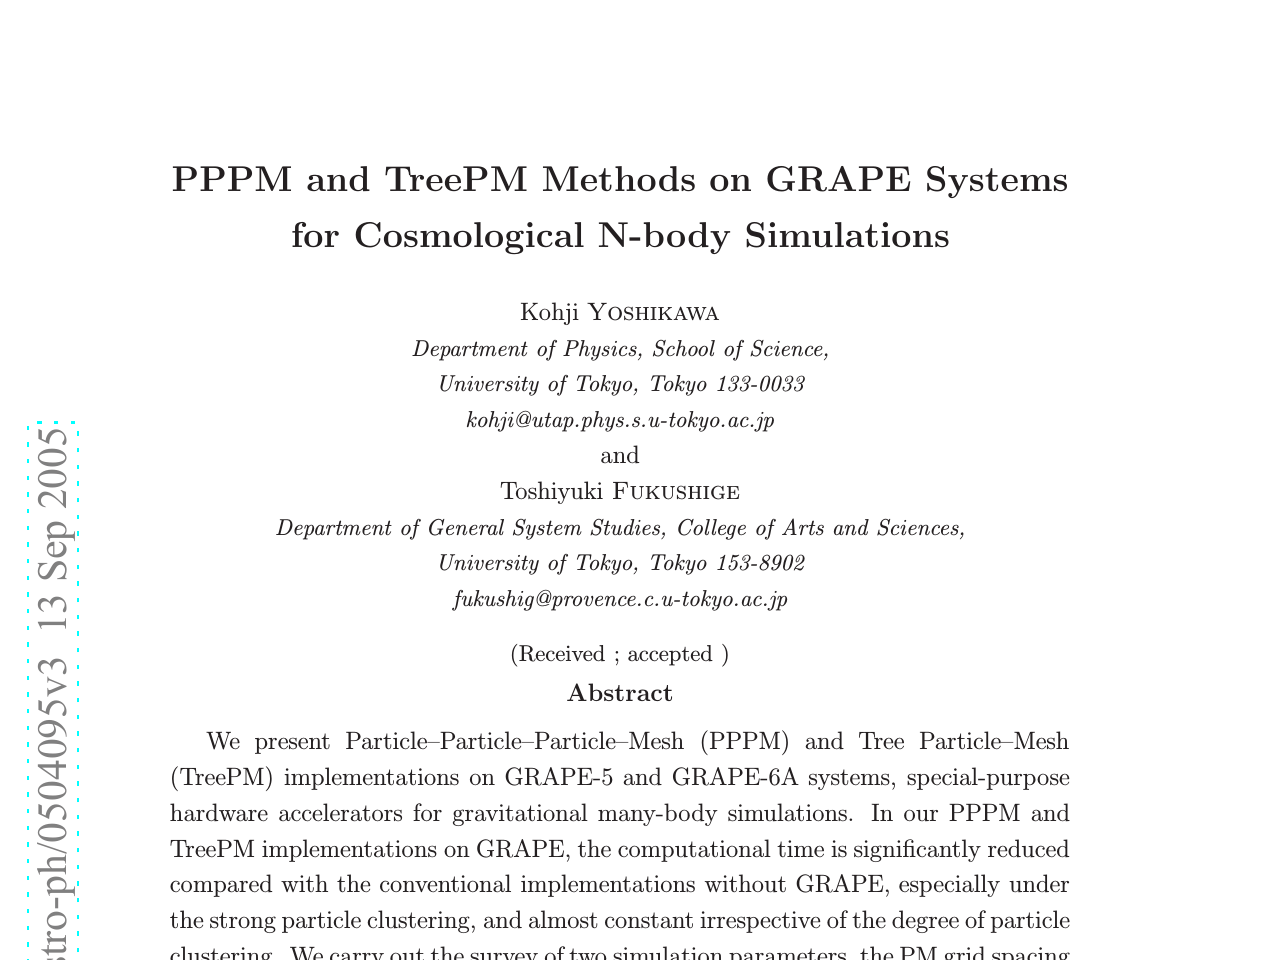 PPPM and TreePM Methods on GRAPE Systems
for Cosmological N-body Simulations
Kohji YOSHIKAWA
Department of Physics, School of Science,
University of Tokyo, Tokyo 133-0033
kohji@utap.phys.s.u-tokyo.ac.jp
and
Toshiyuki FUKUSHIGE
Department of General System Studies, College of Arts and Sciences,
University of Tokyo, Tokyo 153-8902
fukushig@provence.c.u-tokyo.ac.jp
(Received ; accepted )
Abstract
We present Particle–Particle–Particle–Mesh (PPPM) and Tree Particle–Mesh
(TreePM) implementations on GRAPE-5 and GRAPE-6A systems, special-purpose
hardware accelerators for gravitational many-body simulations. In our PPPM and
TreePM implementations on GRAPE, the computational time is significantly reduced
compared with the conventional implementations without GRAPE, especially under
the strong particle clustering, and almost constant irrespective of the degree of particle
clustering. We carry out the survey of two simulation parameters, the PM grid spacing
stro-ph/0504095v3 13 Sep 2005